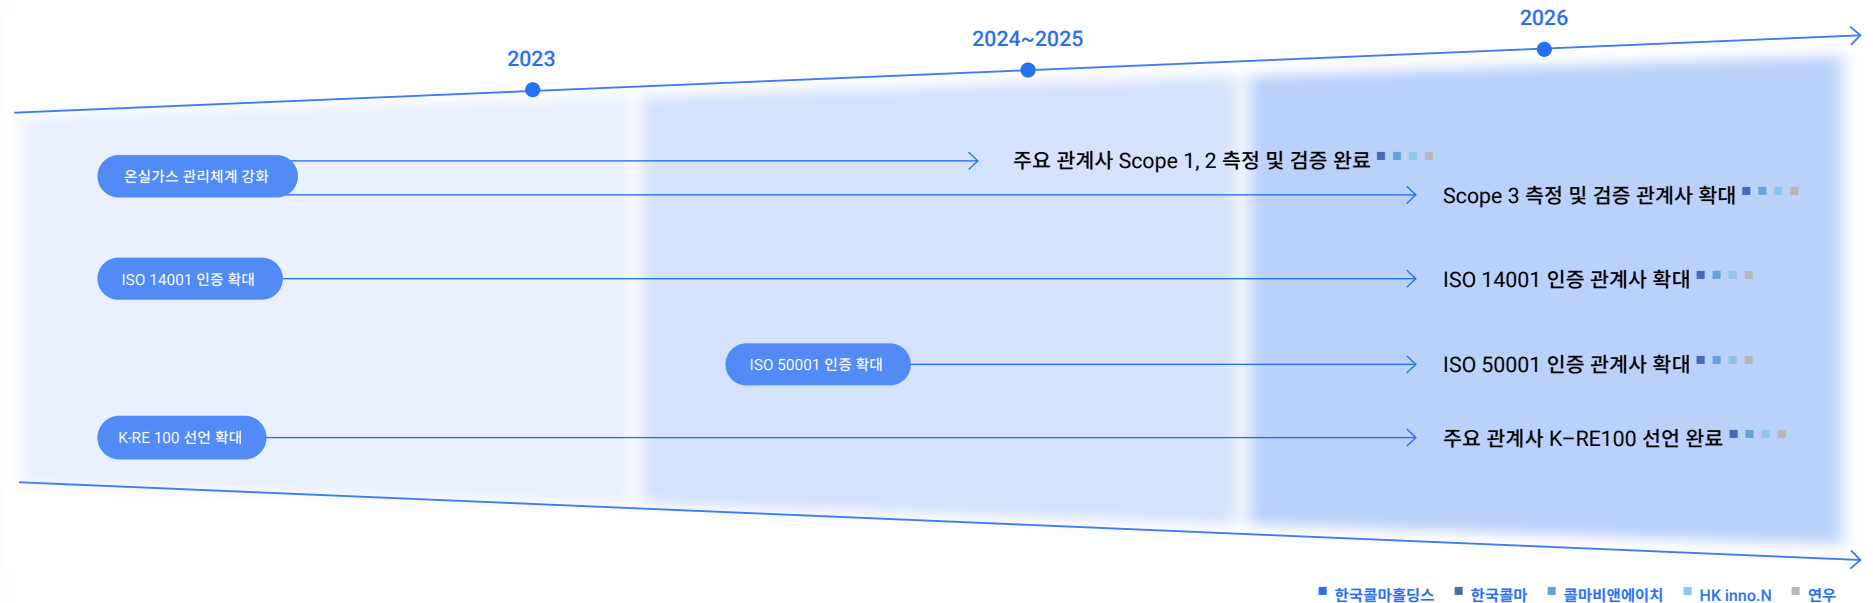 2023
2024~2025
2026
온실가스 관리체계 강화
주요 관계사 Scope 1, 2 측정 및 검증 완료
Scope 3 측정 및 검증 관계사 확대
ISO 14001 인증 확대
ISO 14001 인증 관계사 확대
ISO 50001 인증 확대
ISO 50001 인증 관계사 확대
K-RE 100 선언 확대
주요 관계사 K–RE100 선언 완료
한국콜마홀딩스 한국콜마 콜마비앤에이치 HK inno.N 연우